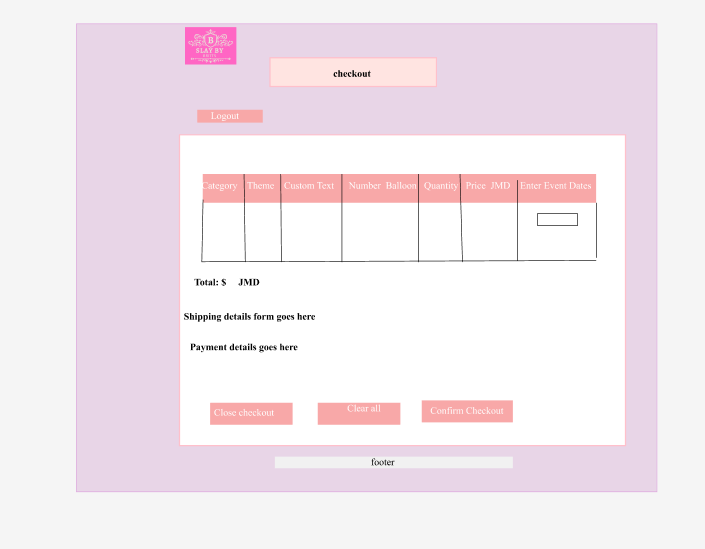 B
SLAY BY
checkout
Logout
Category Theme Custom Text Number Balloon Quantity Price JMD Enter Event Dates
Total: $ JMD
Shipping details form goes here
Payment details goes here
Close checkout Clear all Confirm Checkout
footer